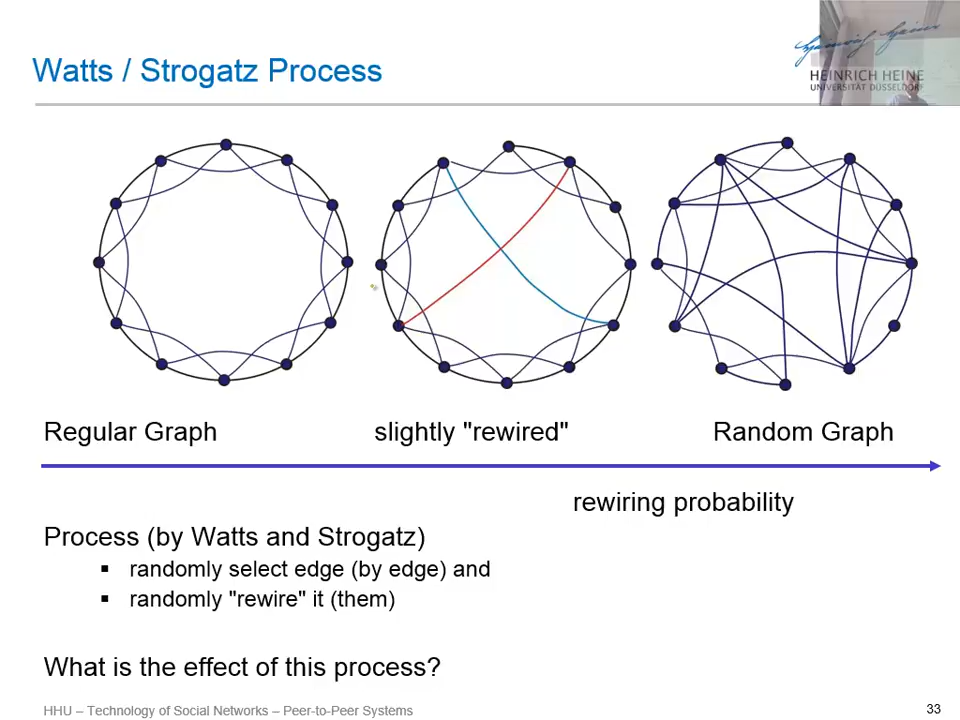 Watts / Strogatz Process
Heinrich Heine
HEINRICH HEINE
UNIVERSITÄT DÜSSELDORF
Regular Graph
slightly "rewired"
Random Graph
rewiring probability
Process (by Watts and Strogatz)
▪ randomly select edge (by edge) and
▪ randomly "rewire" it (them)
What is the effect of this process?
HHU – Technology of Social Networks – Peer-to-Peer Systems
33